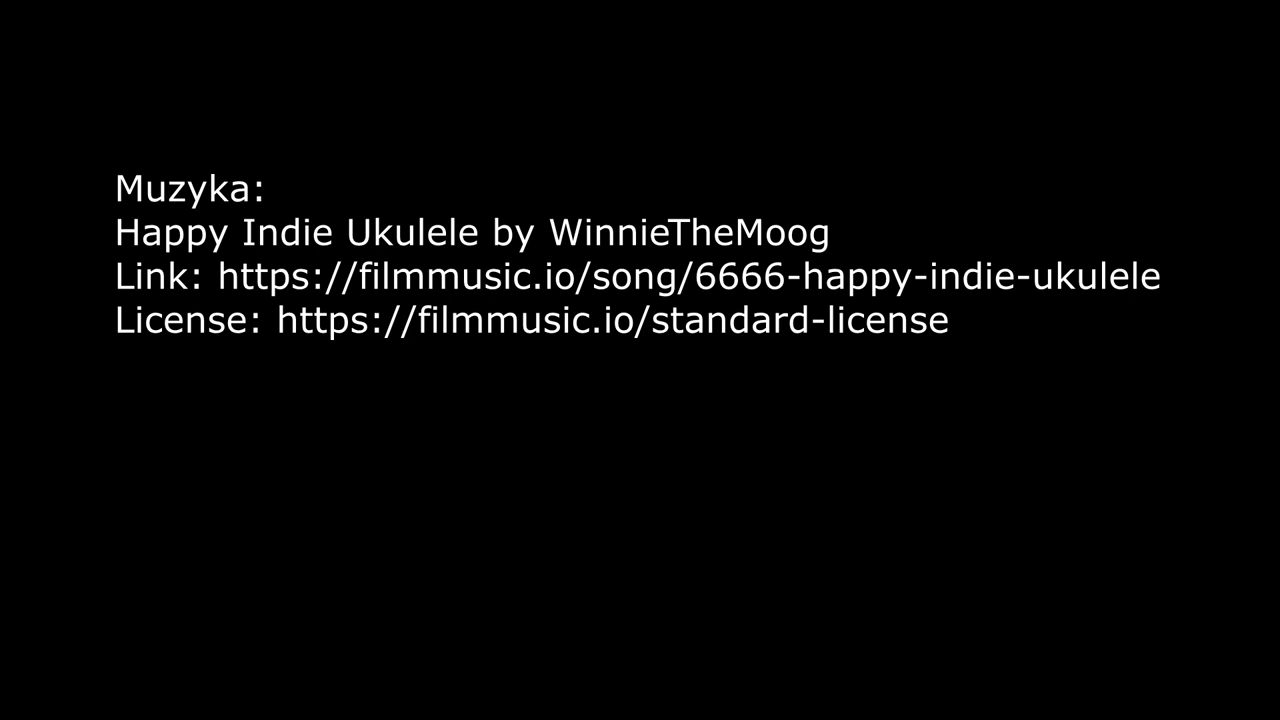 Muzyka:
Happy Indie Ukulele by WinnieTheMoog
Link: https://filmmusic.io/song/6666-happy-indie-ukulele
License: https://filmmusic.io/standard-license